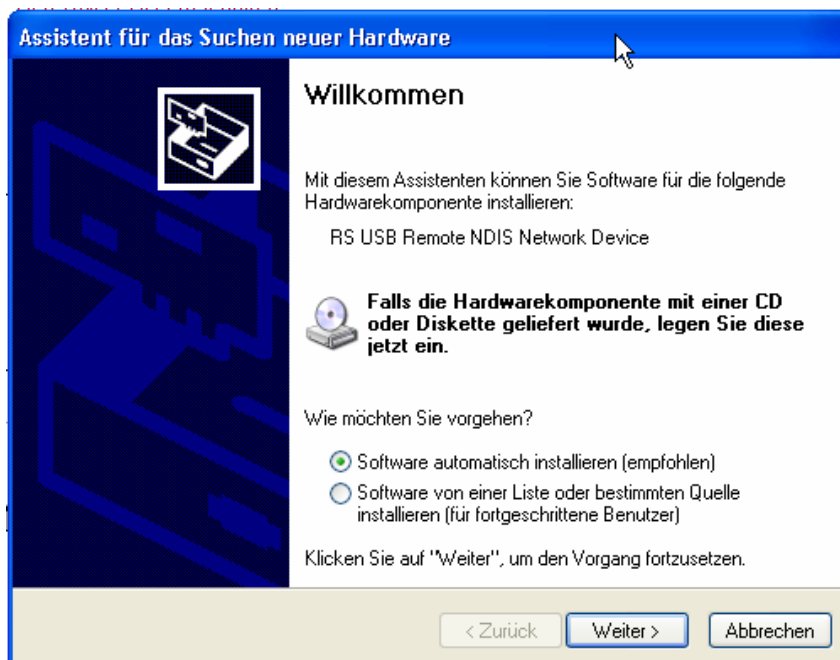 Assistent für das Suchen neuer Hardware
Willkommen
Mit diesem Assistenten können Sie Software für die folgende
Hardwarekomponente installieren:
RS USB Remote NDIS Network Device
Falls die Hardwarekomponente mit einer CD
oder Diskette geliefert wurde, legen Sie diese
jetzt ein.
Wie möchten Sie vorgehen?
Software automatisch installieren (empfohlen)
Software von einer Liste oder bestimmten Quelle
installieren (für fortgeschrittene Benutzer)
Klicken Sie auf "Weiter", um den Vorgang fortzusetzen.
< Zurück
Weiter >
Abbrechen